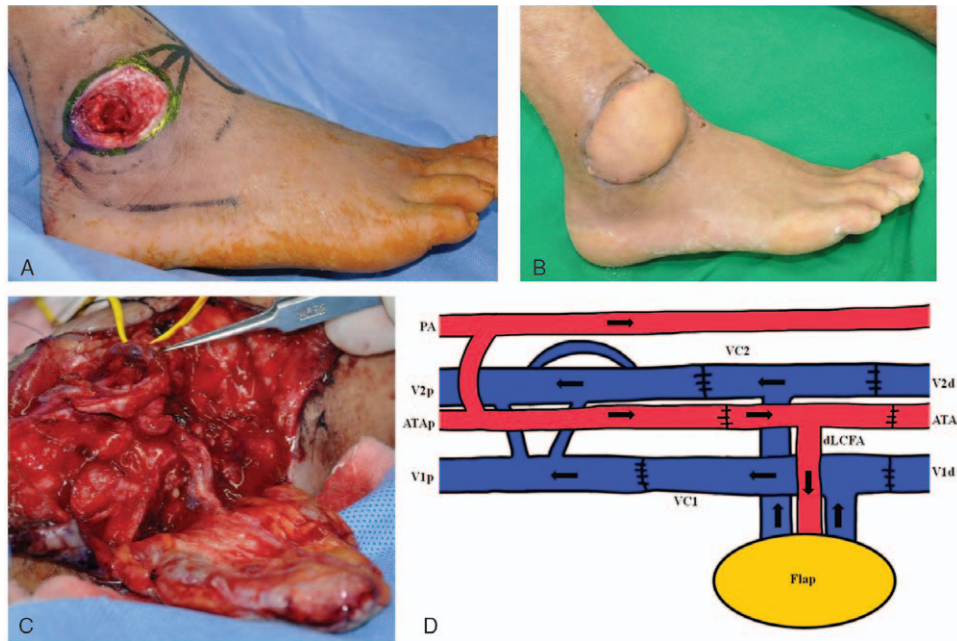 A
B
C
D
PA
VC2
V2p
V2d
ATAp
ATA
dLCFA
V1p
V1d
VC1
Flap